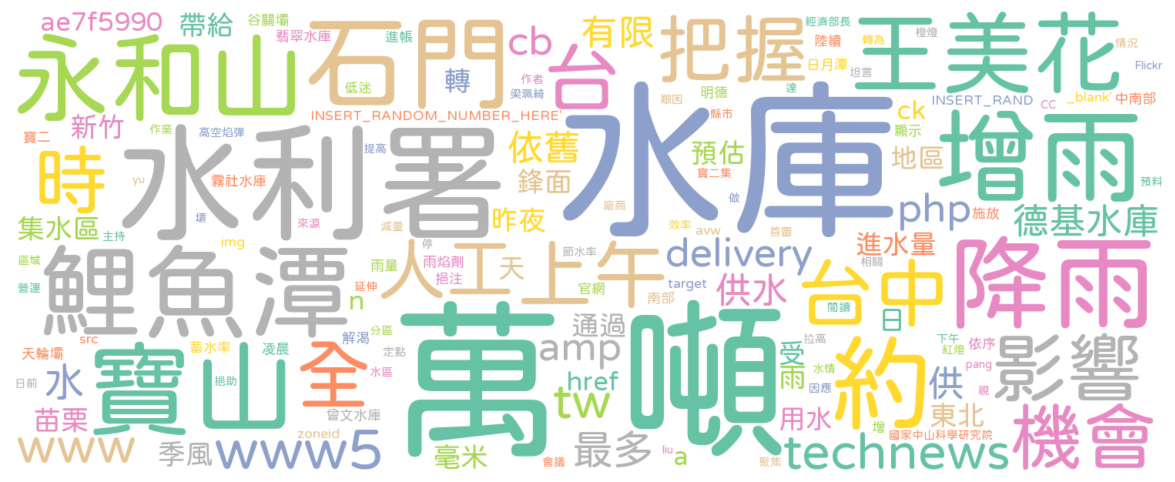 ae7f5990
帶給
谷關壩
翡翠水庫
進帳
cb
有限
把握
經濟部長
陸續
轉為
極燈
王美花
情況
Flickr
永和山
石門
低迷
轉
作者
梁珮綺
台
艱困
明德
日月潭
坦言
達
新竹
作業
高空焰彈
INSERT_RANDOM_NUMBER_HERE'
縣市
ck
顯示
INSERT_RAND
cc
_blank'
中南部
寶二
時
水利署
提高
依舊
水庫
預估
地區
增雨
預料
yu
霧社水庫
鋒面
寶二集
做
壞
來源
昨夜
廠商
php
施放
德基水庫
集水區
主持
img
減量
停
節水率
avw
效率
首圖
進水量
區域
鯉魚潭
雨量
雨焰劑
人工
天
上午
delivery
相關
降雨
營運
延伸
挹注
官網
南部
target
供水
台中
閱讀
日
n
src
解渴
分區
通過
天輪壩
蓄水率
凌晨
定點
amp
萬噸
受
拉高
下午
紅燈
依序
影響
日前
水
寶山
挹助
全
水區
href
雨
水情
約
pang
供
睨
苗栗
曾文水庫
tw
用水
因應
增
東北
機會
www
季風
zoneid
www5
毫米
會議
最多
liu
a
聚焦
technews
國家中山科學研究院